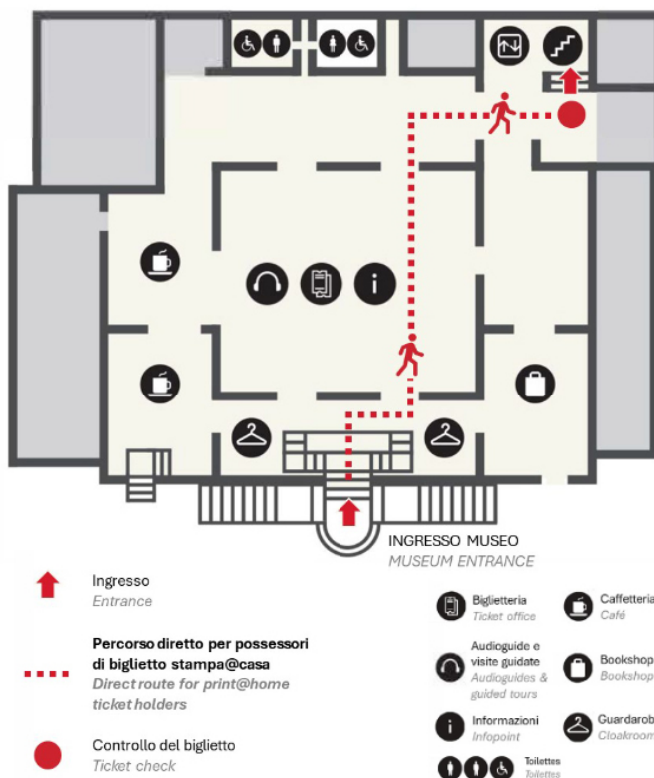 INGRESSO MUSEO
MUSEUM ENTRANCE
Ingresso
Entrance
Percorso diretto per possessori
di biglietto stampa@casa
Direct route for print@home
ticket holders
Controllo del biglietto
Ticket check
Biglietteria
Ticket office
Audioguide e
visite guidate
Audioguides &
guided tours
Informazioni
Infopoint
Caffetteria
Café
Bookshop
Bookshop
Guardarob
Cloakroom
Toilettes
Toilettes